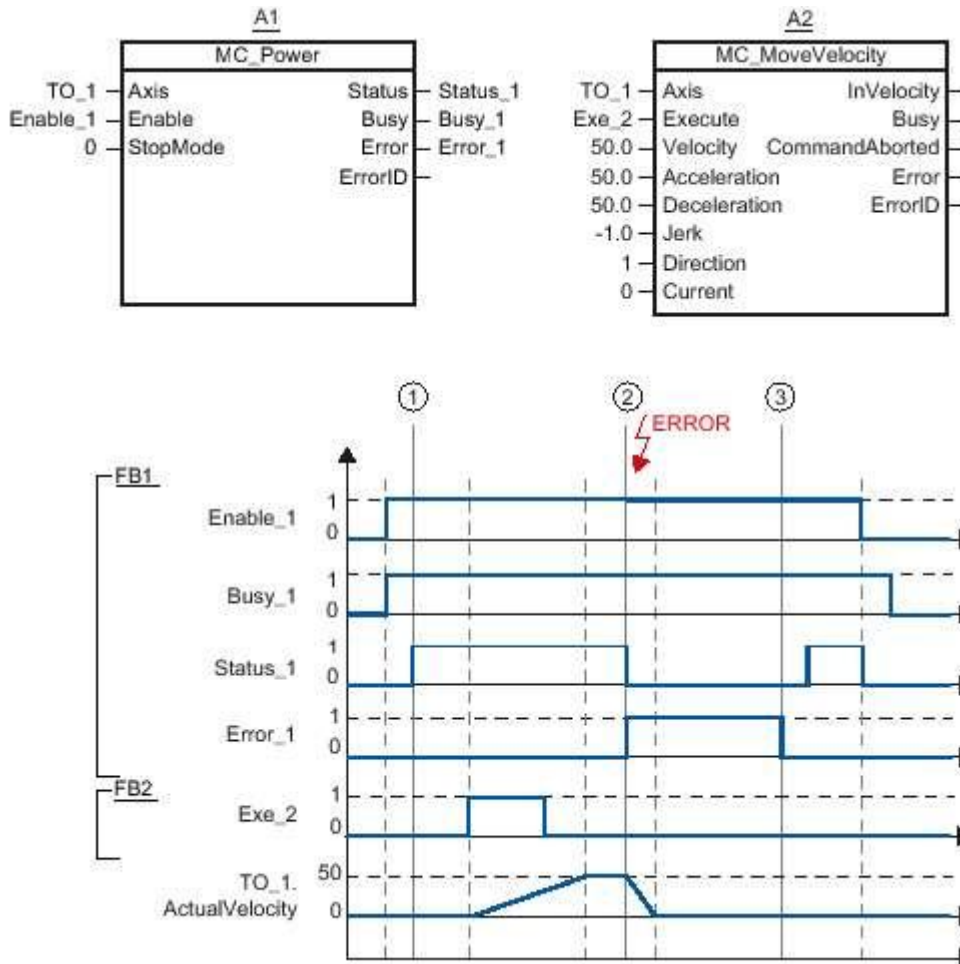 A1
MC_Power
TO_1 Axis Status Status_1
Enable_1 Enable Busy Busy_1
0 StopMode Error Error_1
ErrorID
A2
MC_MoveVelocity
TO_1 Axis InVelocity
Exe_2 Execute Busy
50.0 Velocity CommandAborted
50.0 Acceleration Error
50.0 Deceleration ErrorID
-1.0 Jerk
1 Direction
0 Current
1 2 3
ERROR
FB1
Enable_1 1 0
Busy_1 1 0
Status_1 1 0
Error_1 1 0
FB2
Exe_2 1 0
TO_1. 50
ActualVelocity 0